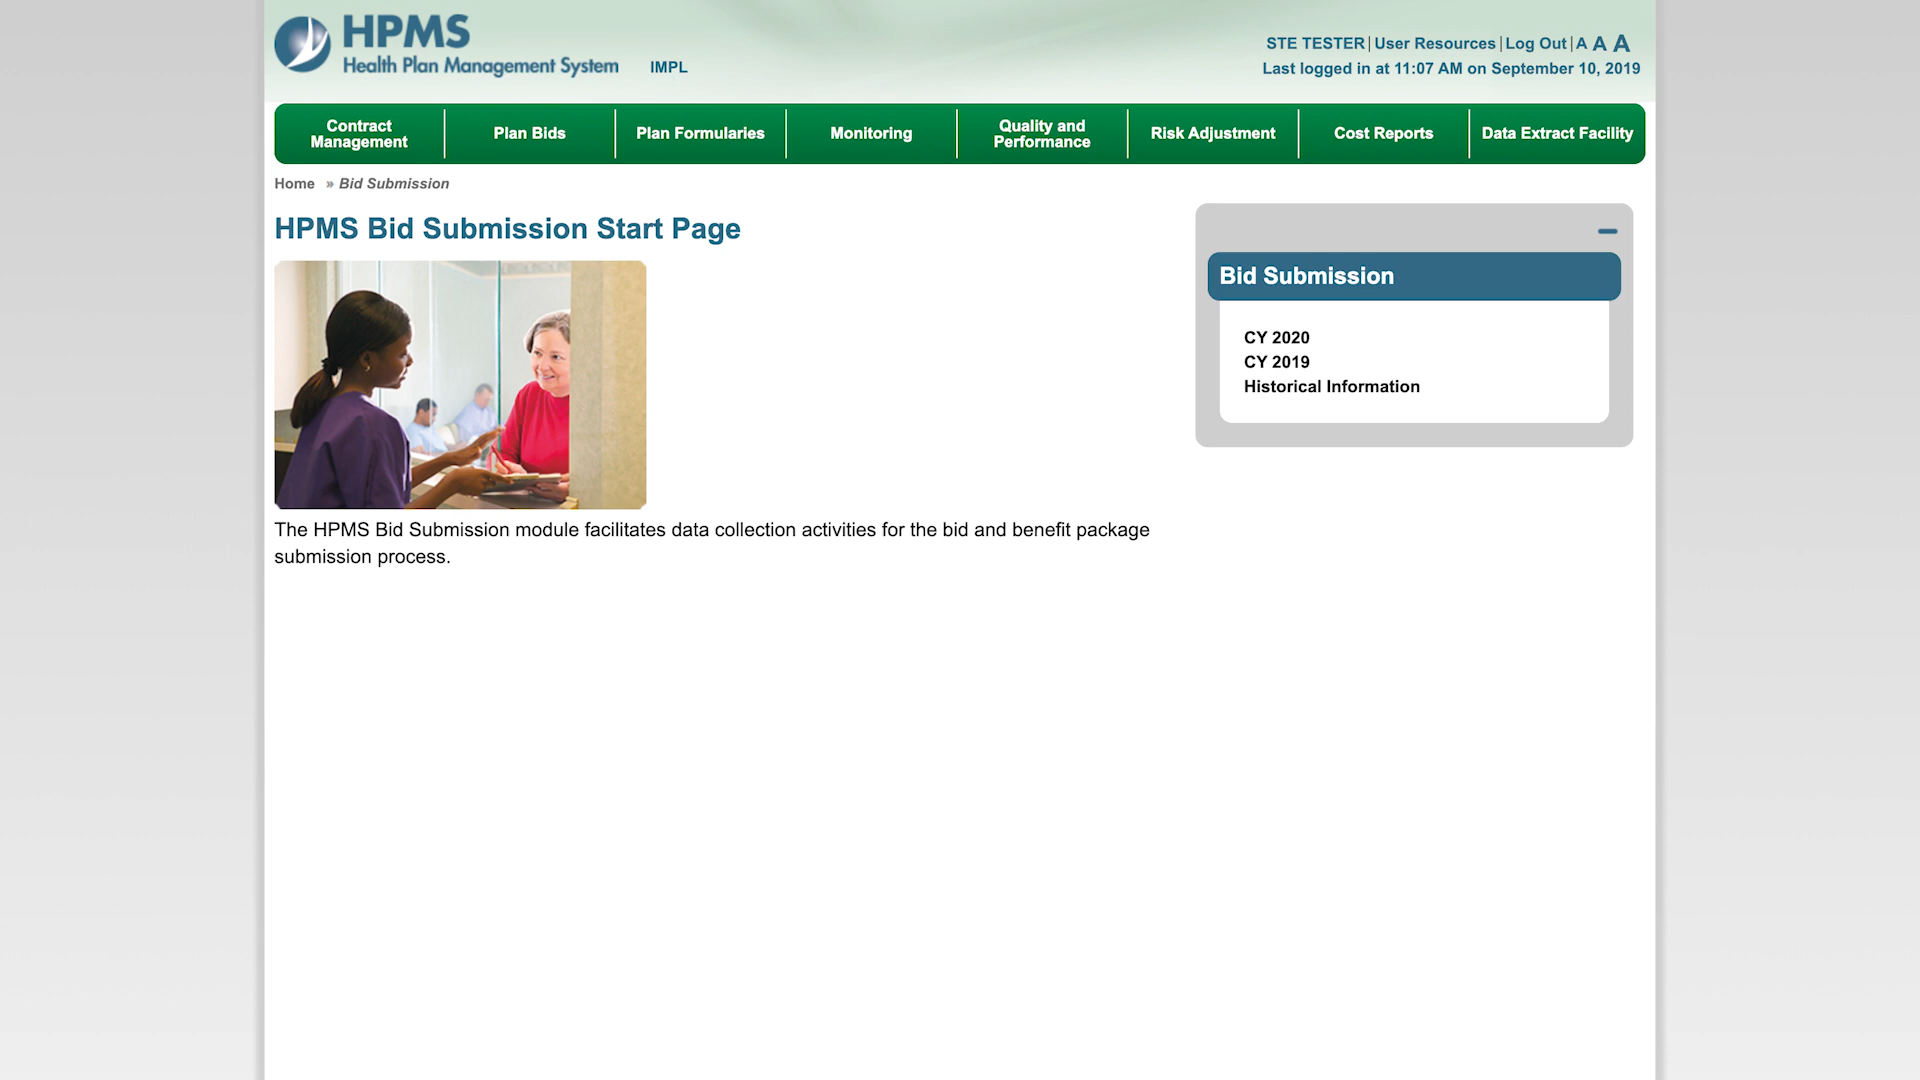 HPMS
Health Plan Management System
IMPL
STE TESTER | User Resources | Log Out | A A A
Last logged in at 11:07 AM on September 10, 2019
Contract
Management
Plan Bids
Plan Formularies
Monitoring
Quality and
Performance
Risk Adjustment
Cost Reports
Data Extract Facility
Home » Bid Submission
HPMS Bid Submission Start Page
Bid Submission
CY 2020
CY 2019
Historical Information
The HPMS Bid Submission module facilitates data collection activities for the bid and benefit package
submission process.